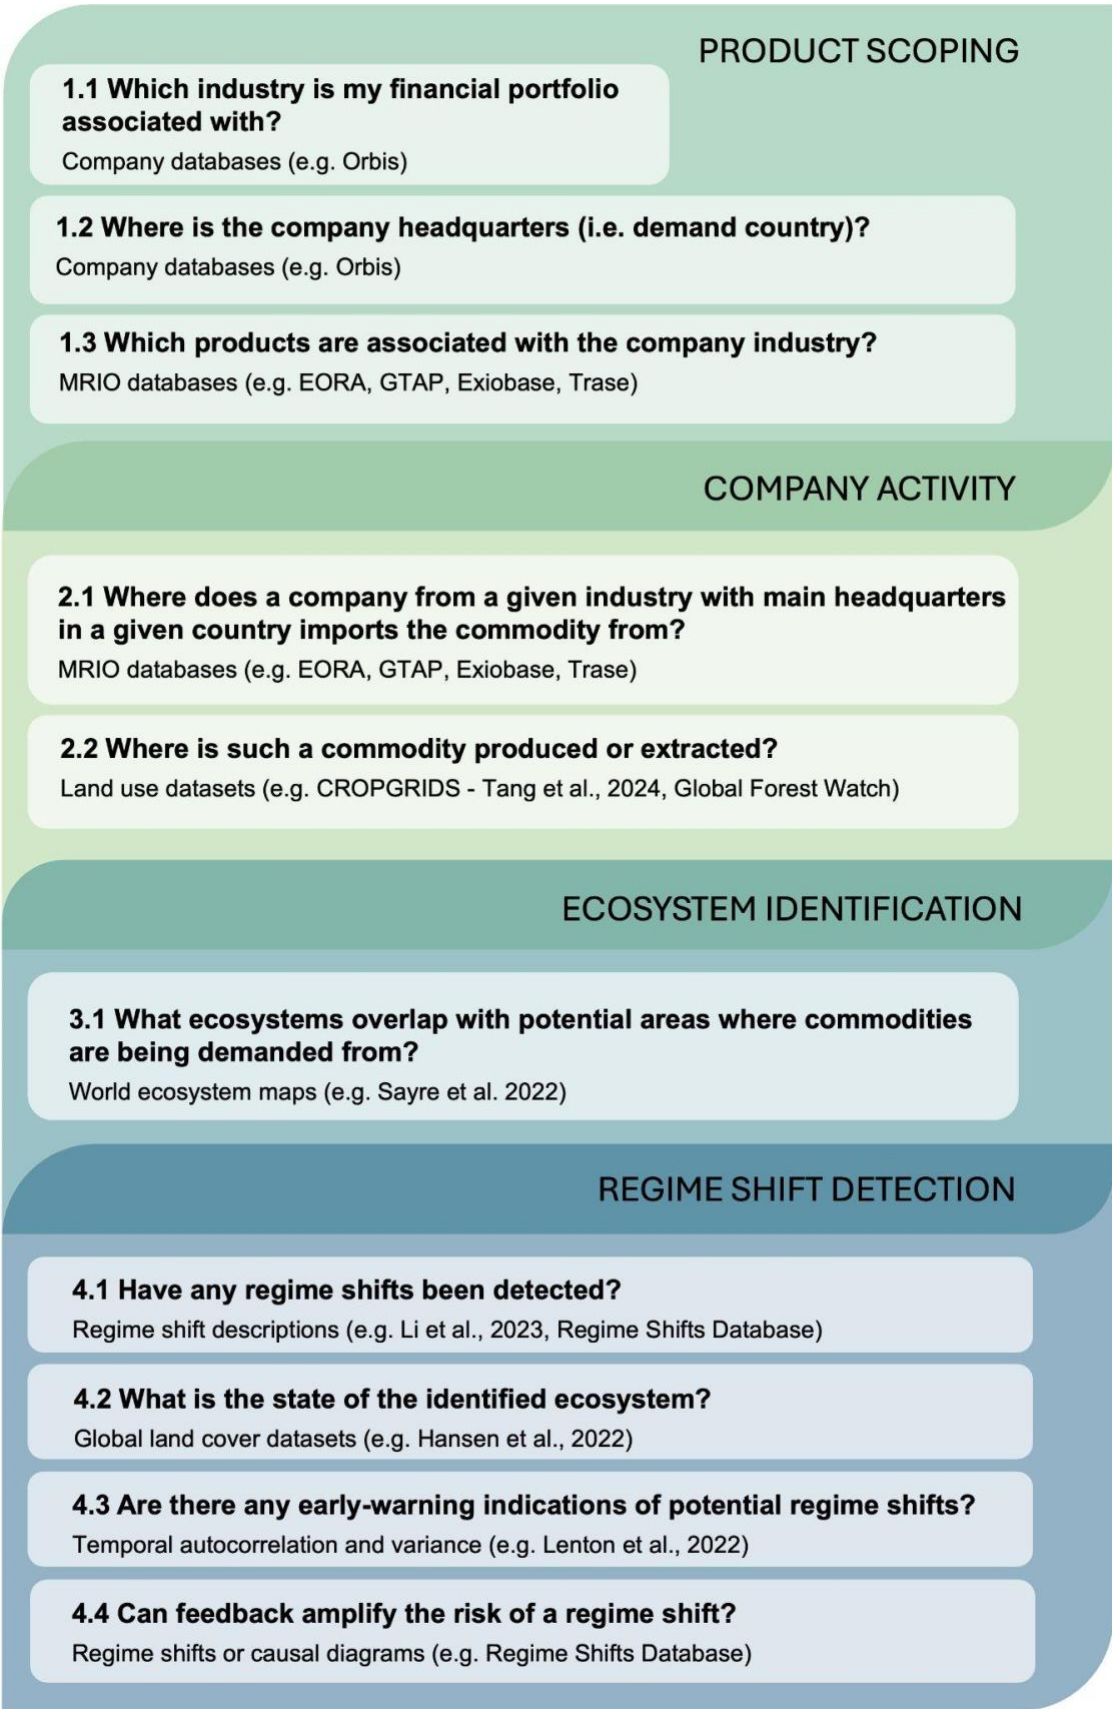 PRODUCT SCOPING
1.1 Which industry is my financial portfolio
associated with?
Company databases (e.g. Orbis)
1.2 Where is the company headquarters (i.e. demand country)?
Company databases (e.g. Orbis)
1.3 Which products are associated with the company industry?
MRIO databases (e.g. EORA, GTAP, Exiobase, Trase)
COMPANY ACTIVITY
2.1 Where does a company from a given industry with main headquarters
in a given country imports the commodity from?
MRIO databases (e.g. EORA, GTAP, Exiobase, Trase)
2.2 Where is such a commodity produced or extracted?
Land use datasets (e.g. CROPGRIDS - Tang et al., 2024, Global Forest Watch)
ECOSYSTEM IDENTIFICATION
3.1 What ecosystems overlap with potential areas where commodities
are being demanded from?
World ecosystem maps (e.g. Sayre et al. 2022)
REGIME SHIFT DETECTION
4.1 Have any regime shifts been detected?
Regime shift descriptions (e.g. Li et al., 2023, Regime Shifts Database)
4.2 What is the state of the identified ecosystem?
Global land cover datasets (e.g. Hansen et al., 2022)
4.3 Are there any early-warning indications of potential regime shifts?
Temporal autocorrelation and variance (e.g. Lenton et al., 2022)
4.4 Can feedback amplify the risk of a regime shift?
Regime shifts or causal diagrams (e.g. Regime Shifts Database)